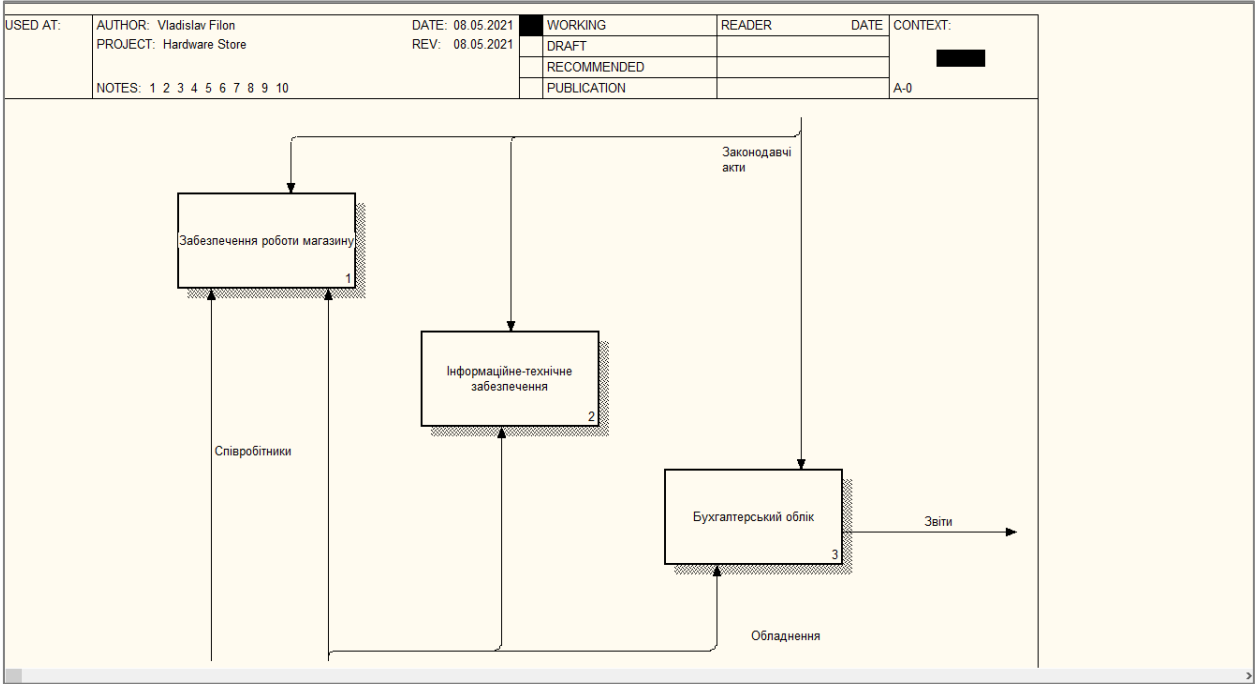 USED AT:
AUTHOR: Vladislav Filon
DATE: 08.05.2021
WORKING
READER
DATE
CONTEXT:
PROJECT: Hardware Store
REV: 08.05.2021
DRAFT
RECOMMENDED
NOTES: 1 2 3 4 5 6 7 8 9 10
PUBLICATION
A-0
Законодавчі
акти
Забезпечення роботи магазину
1
Інформаційне-технічне
забезпечення
2
Співробітники
Бухгалтерський облік
3
Звіти
Обладнення